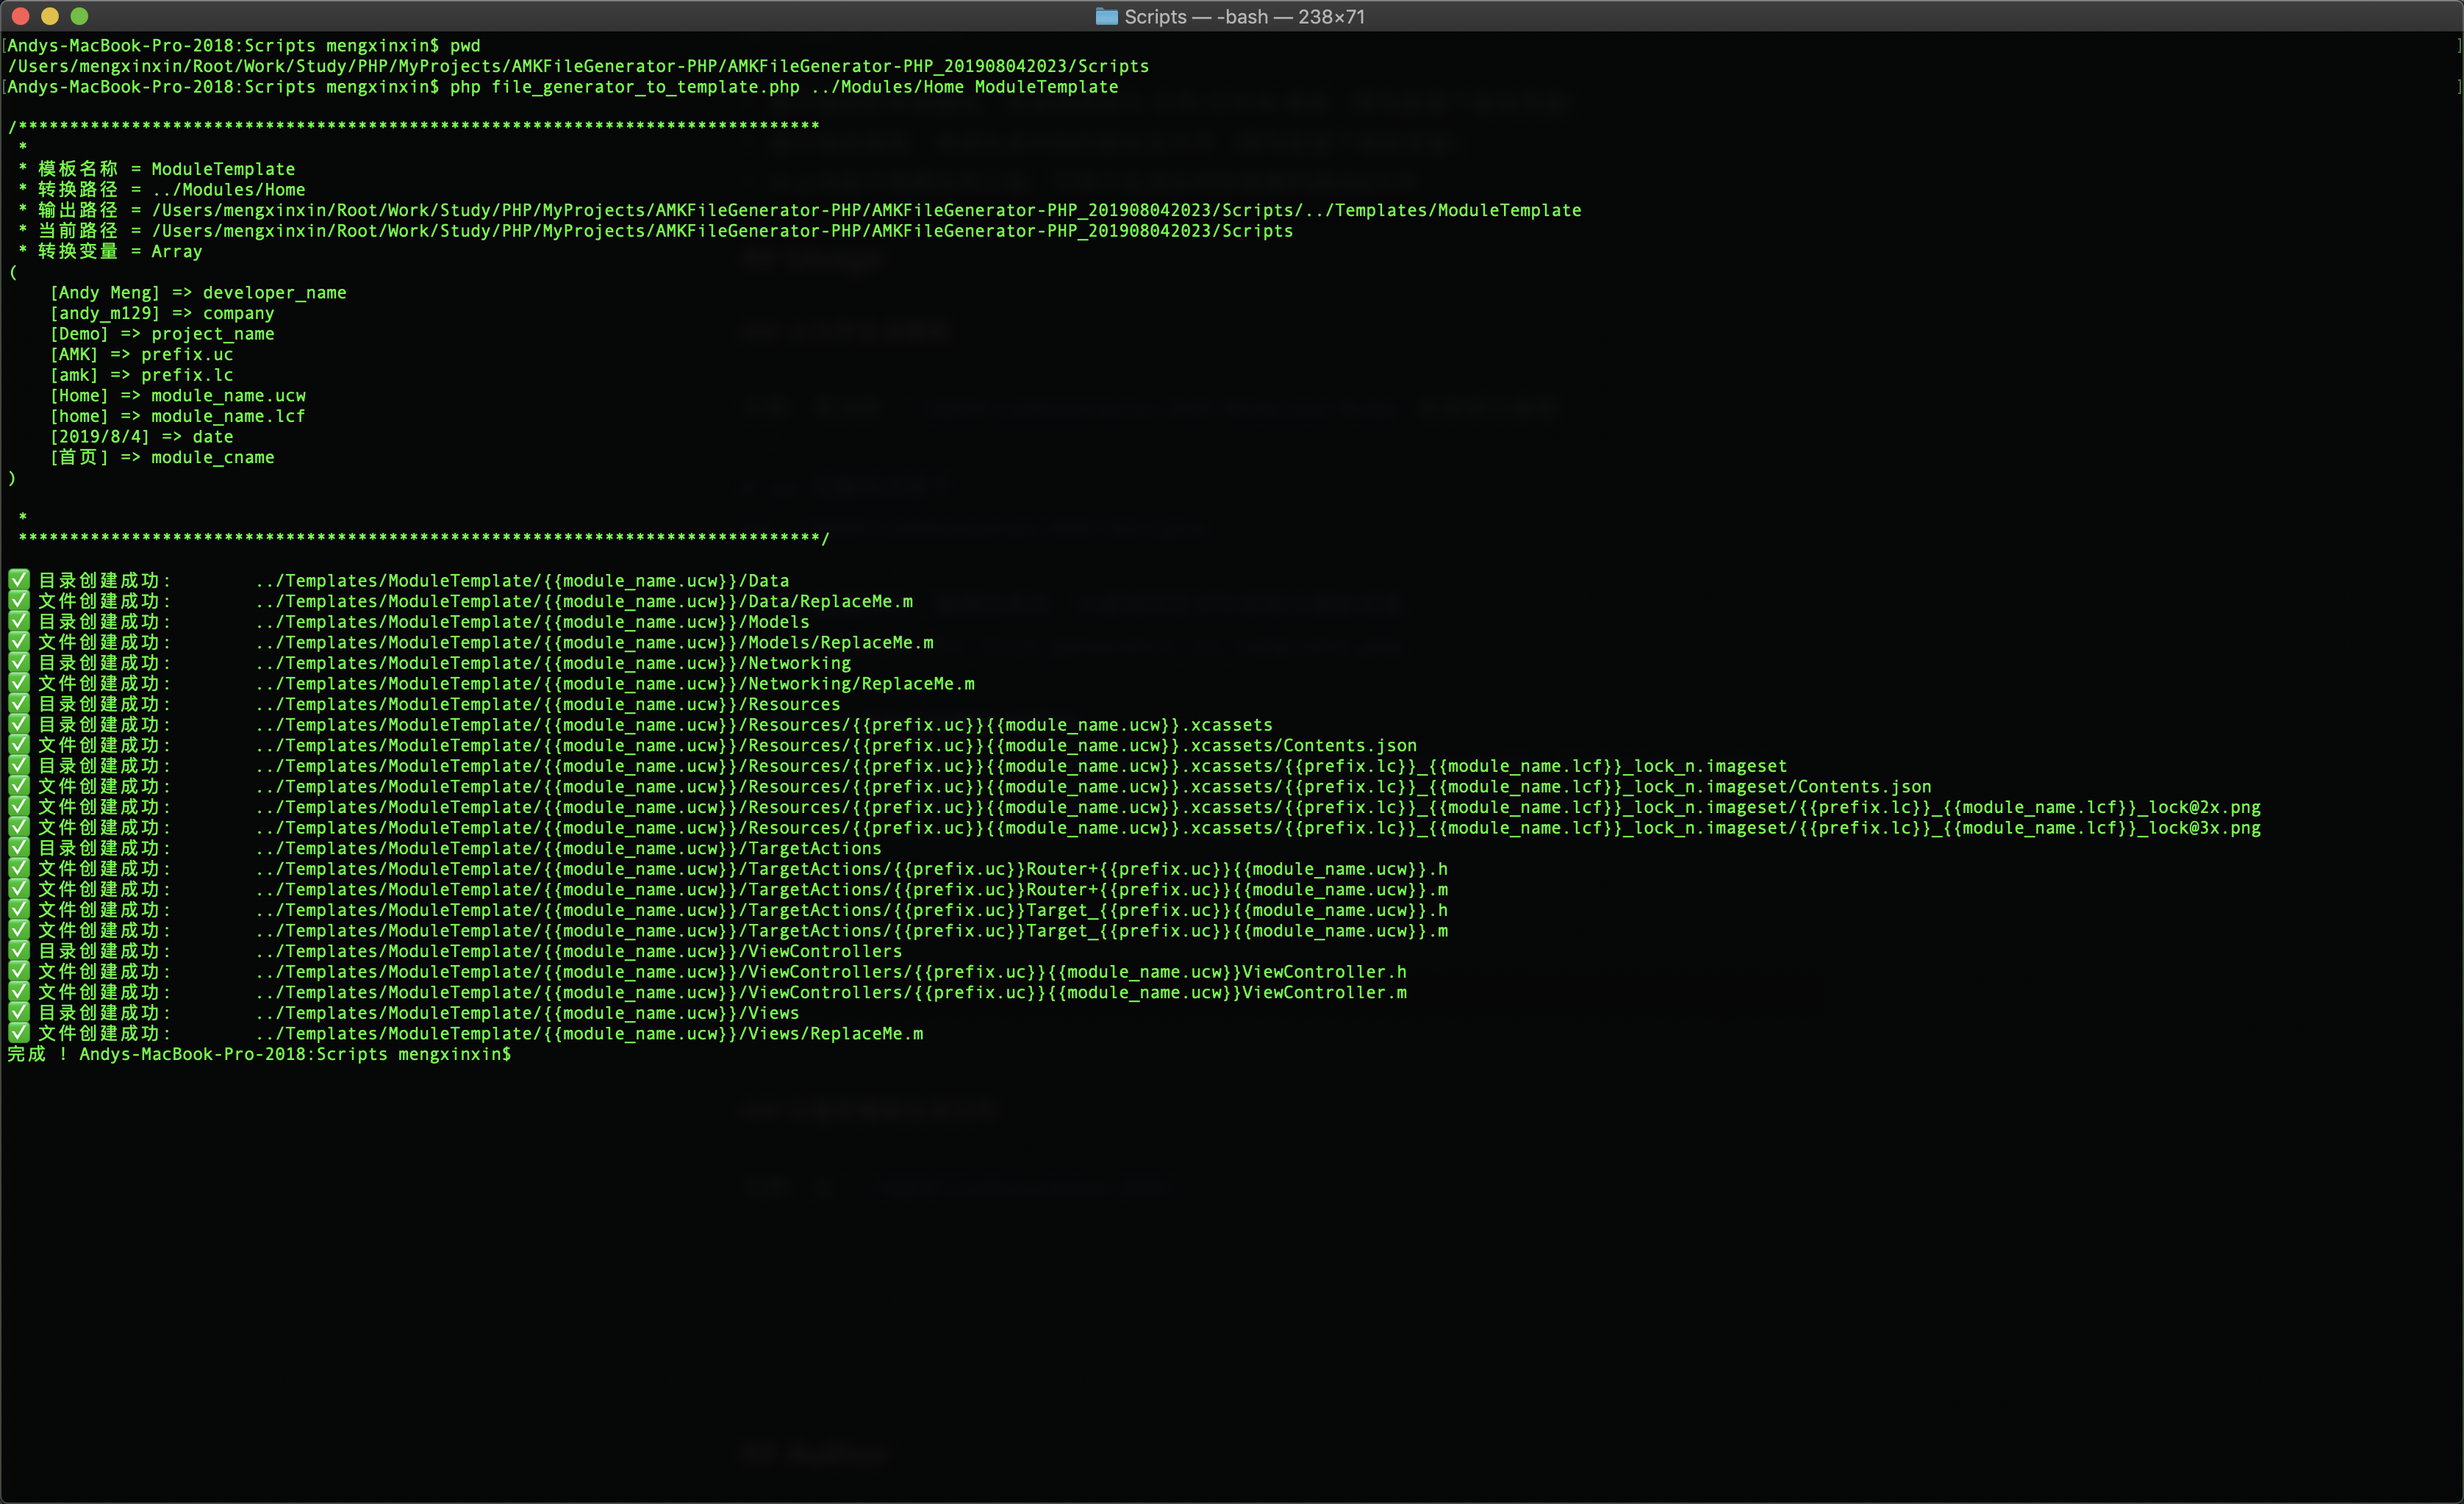 Scripts — -bash — 238×71
[Andys-MacBook-Pro-2018:Scripts mengxinxin$ pwd ]
/Users/mengxinxin/Root/Work/Study/PHP/MyProjects/AMKFileGenerator-PHP/AMKFileGenerator-PHP_201908042023/Scripts
[Andys-MacBook-Pro-2018:Scripts mengxinxin$ php file_generator_to_template.php ../Modules/Home ModuleTemplate ]
/******************************************************************************
*
* 模板名称 = ModuleTemplate
* 转换路径 = ../Modules/Home
* 输出路径 = /Users/mengxinxin/Root/Work/Study/PHP/MyProjects/AMKFileGenerator-PHP/AMKFileGenerator-PHP_201908042023/Scripts/../Templates/ModuleTemplate
* 当前路径 = /Users/mengxinxin/Root/Work/Study/PHP/MyProjects/AMKFileGenerator-PHP/AMKFileGenerator-PHP_201908042023/Scripts
* 转换变量 = Array
(
[Andy Meng] => developer_name
[andy_m129] => company
[Demo] => project_name
[AMK] => prefix.uc
[amk] => prefix.lc
[Home] => module_name.ucw
[home] => module_name.lcf
[2019/8/4] => date
[首页] => module_cname
)
*
******************************************************************************/
✅ 目录创建成功: ../Templates/ModuleTemplate/{{module_name.ucw}}/Data
✅ 文件创建成功: ../Templates/ModuleTemplate/{{module_name.ucw}}/Data/ReplaceMe.m
✅ 目录创建成功: ../Templates/ModuleTemplate/{{module_name.ucw}}/Models
✅ 文件创建成功: ../Templates/ModuleTemplate/{{module_name.ucw}}/Models/ReplaceMe.m
✅ 目录创建成功: ../Templates/ModuleTemplate/{{module_name.ucw}}/Networking
✅ 文件创建成功: ../Templates/ModuleTemplate/{{module_name.ucw}}/Networking/ReplaceMe.m
✅ 目录创建成功: ../Templates/ModuleTemplate/{{module_name.ucw}}/Resources
✅ 目录创建成功: ../Templates/ModuleTemplate/{{module_name.ucw}}/Resources/{{prefix.uc}}{{module_name.ucw}}.xcassets
✅ 文件创建成功: ../Templates/ModuleTemplate/{{module_name.ucw}}/Resources/{{prefix.uc}}{{module_name.ucw}}.xcassets/Contents.json
✅ 目录创建成功: ../Templates/ModuleTemplate/{{module_name.ucw}}/Resources/{{prefix.uc}}{{module_name.ucw}}.xcassets/{{prefix.lc}}_{{module_name.lcf}}_lock_n.imageset
✅ 文件创建成功: ../Templates/ModuleTemplate/{{module_name.ucw}}/Resources/{{prefix.uc}}{{module_name.ucw}}.xcassets/{{prefix.lc}}_{{module_name.lcf}}_lock_n.imageset/Contents.json
✅ 文件创建成功: ../Templates/ModuleTemplate/{{module_name.ucw}}/Resources/{{prefix.uc}}{{module_name.ucw}}.xcassets/{{prefix.lc}}_{{module_name.lcf}}_lock_n.imageset/{{prefix.lc}}_{{module_name.lcf}}_lock@2x.png
✅ 文件创建成功: ../Templates/ModuleTemplate/{{module_name.ucw}}/Resources/{{prefix.uc}}{{module_name.ucw}}.xcassets/{{prefix.lc}}_{{module_name.lcf}}_lock_n.imageset/{{prefix.lc}}_{{module_name.lcf}}_lock@3x.png
✅ 目录创建成功: ../Templates/ModuleTemplate/{{module_name.ucw}}/TargetActions
✅ 文件创建成功: ../Templates/ModuleTemplate/{{module_name.ucw}}/TargetActions/{{prefix.uc}}Router+{{prefix.uc}}{{module_name.ucw}}.h
✅ 文件创建成功: ../Templates/ModuleTemplate/{{module_name.ucw}}/TargetActions/{{prefix.uc}}Router+{{prefix.uc}}{{module_name.ucw}}.m
✅ 文件创建成功: ../Templates/ModuleTemplate/{{module_name.ucw}}/TargetActions/{{prefix.uc}}Target_{{prefix.uc}}{{module_name.ucw}}.h
✅ 文件创建成功: ../Templates/ModuleTemplate/{{module_name.ucw}}/TargetActions/{{prefix.uc}}Target_{{prefix.uc}}{{module_name.ucw}}.m
✅ 目录创建成功: ../Templates/ModuleTemplate/{{module_name.ucw}}/ViewControllers
✅ 文件创建成功: ../Templates/ModuleTemplate/{{module_name.ucw}}/ViewControllers/{{prefix.uc}}{{module_name.ucw}}ViewController.h
✅ 文件创建成功: ../Templates/ModuleTemplate/{{module_name.ucw}}/ViewControllers/{{prefix.uc}}{{module_name.ucw}}ViewController.m
✅ 目录创建成功: ../Templates/ModuleTemplate/{{module_name.ucw}}/Views
✅ 文件创建成功: ../Templates/ModuleTemplate/{{module_name.ucw}}/Views/ReplaceMe.m
完成 ! Andys-MacBook-Pro-2018:Scripts mengxinxin$